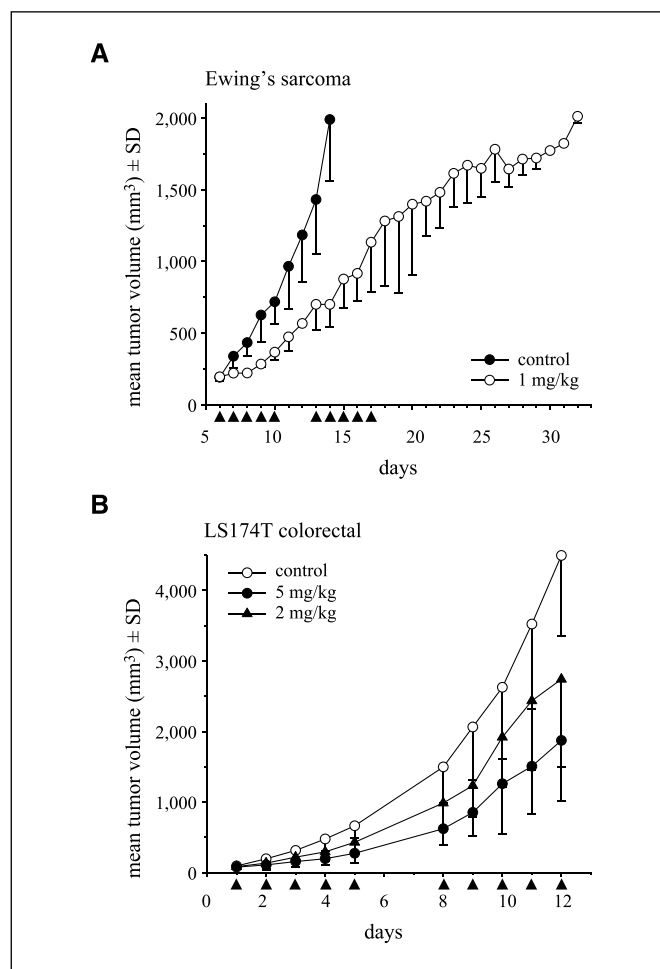 A
Ewing's sarcoma
mean tumor volume (mm³) ± SD
2,000
1,500
1,000
500
0
control
1 mg/kg
5 10 15 20 25 30
days
B
LS174T colorectal
mean tumor volume (mm³) ± SD
control
5 mg/kg
2 mg/kg
4,000
3,000
2,000
1,000
0
0 2 4 6 8 10 12
days